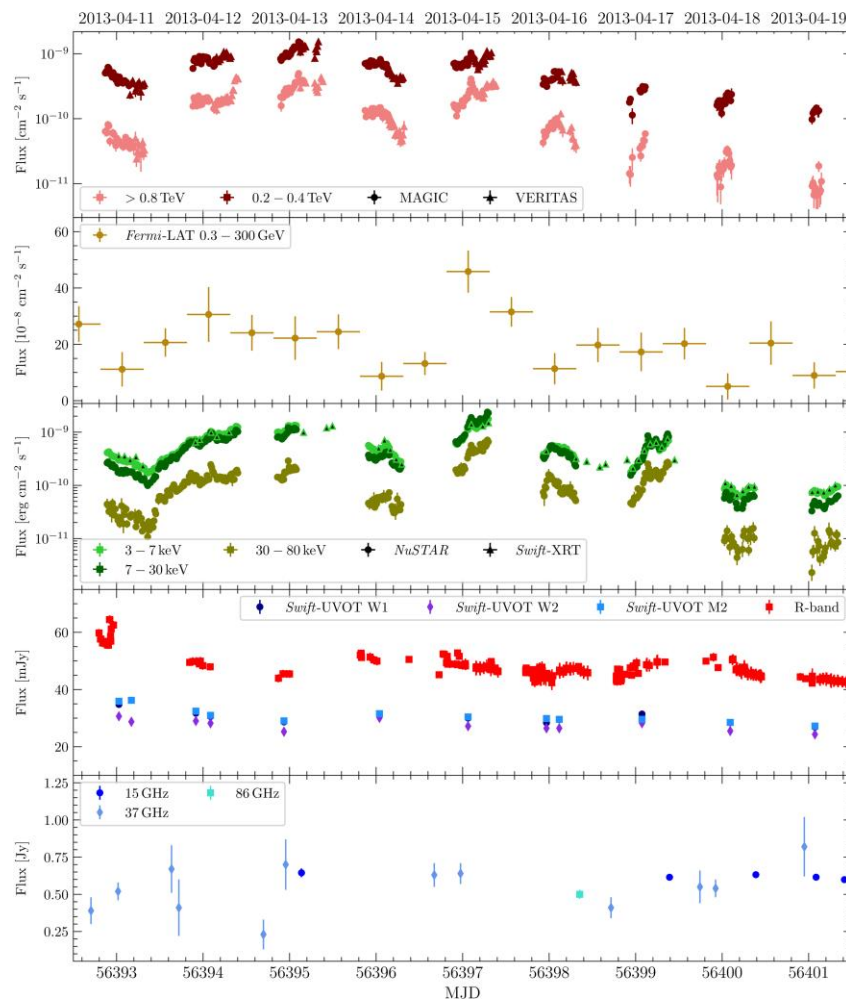 2013-04-11 2013-04-12 2013-04-13 2013-04-14 2013-04-15 2013-04-16 2013-04-17 2013-04-18 2013-04-19
10⁻⁹
10⁻¹⁰
10⁻¹¹
Flux [cm⁻² s⁻¹]
> 0.8 TeV 0.2 − 0.4 TeV MAGIC VERITAS
60
40
20
0
Flux [10⁻⁸ cm⁻² s⁻¹]
Fermi-LAT 0.3 − 300 GeV
10⁻⁹
10⁻¹⁰
10⁻¹¹
Flux [erg cm⁻² s⁻¹]
3 − 7 keV 30 − 80 keV NuSTAR Swift-XRT
7 − 30 keV
Swift-UVOT W1 Swift-UVOT W2 Swift-UVOT M2 R-band
60
40
20
Flux [mJy]
15 GHz 86 GHz
37 GHz
1.25
1.00
0.75
0.50
0.25
Flux [Jy]
56393 56394 56395 56396 56397 56398 56399 56400 56401
MJD